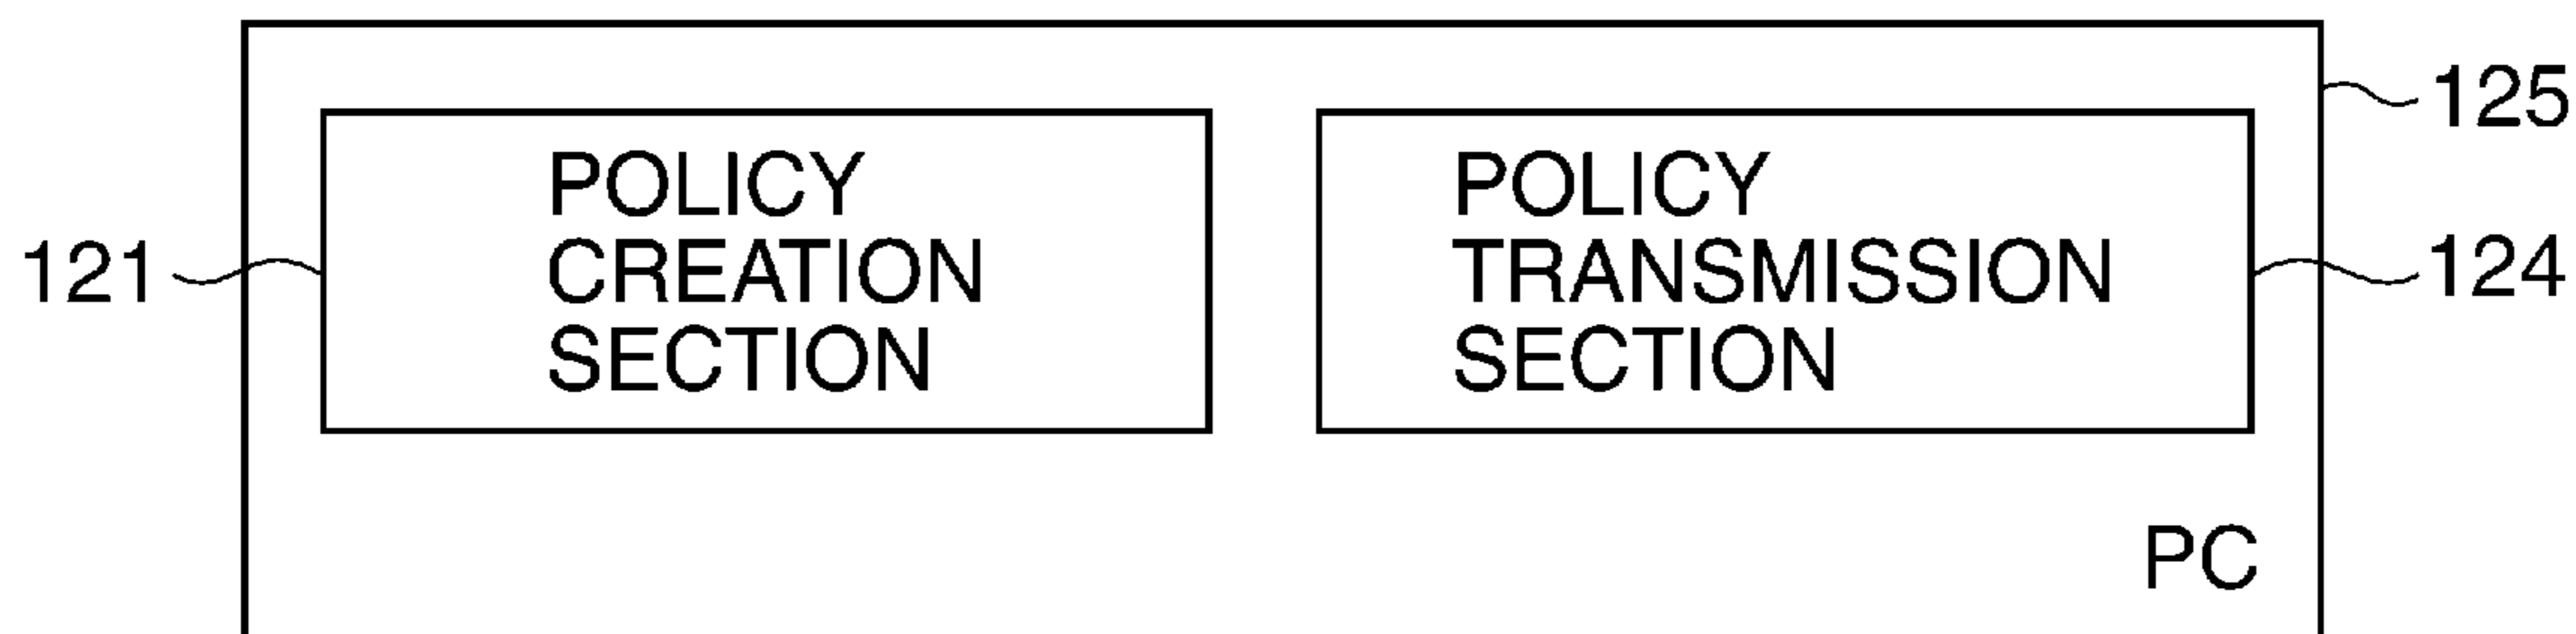 125
POLICY
CREATION
SECTION
POLICY
TRANSMISSION
SECTION
121
124
PC